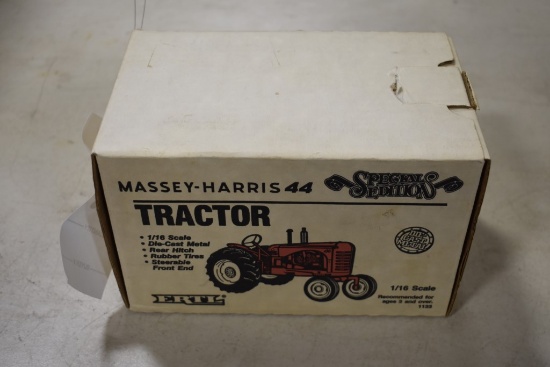 MASSEY-HARRIS 44
SPECIAL EDITION
TRACTOR
• 1/16 Scale
• Die-Cast Metal
• Rear Hitch
• Rubber Tires
• Steerable
Front End
ERTL
1/16 Scale
Recommended for
ages 3 and over.